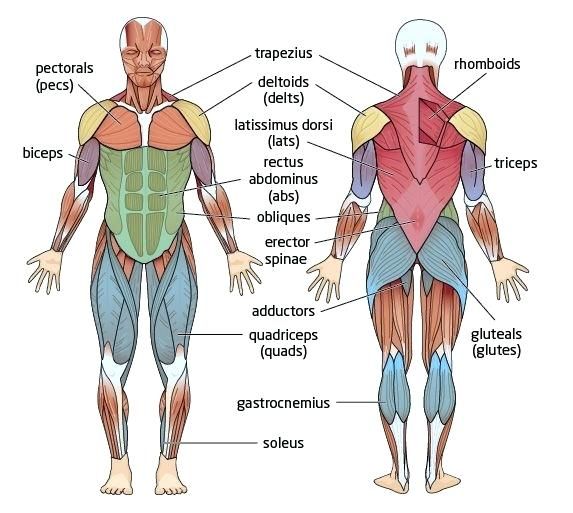 trapezius
pectorals
(pecs)
rhomboids
deltoids
(delts)
latissimus dorsi
(lats)
biceps
rectus
abdominus
(abs)
triceps
obliques
erector
spinae
adductors
quadriceps
(quads)
gluteals
(glutes)
gastrocnemius
soleus